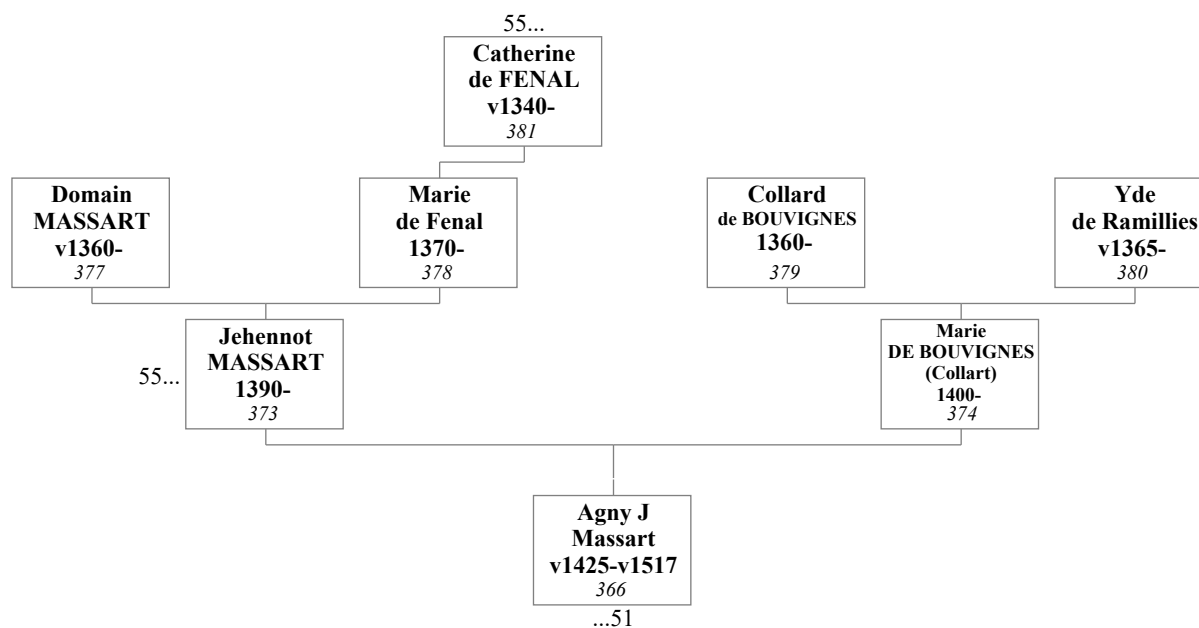 55...
Catherine
de FENAL
v1340-
381
Domain
MASSART
v1360-
377
Marie
de Fenal
1370-
378
Collard
de BOUVIGNES
1360-
379
Yde
de Ramillies
v1365-
380
55...
Jehennot
MASSART
1390-
373
Marie
DE BOUVIGNES
(Collart)
1400-
374
Agny J
Massart
v1425-v1517
366
...51